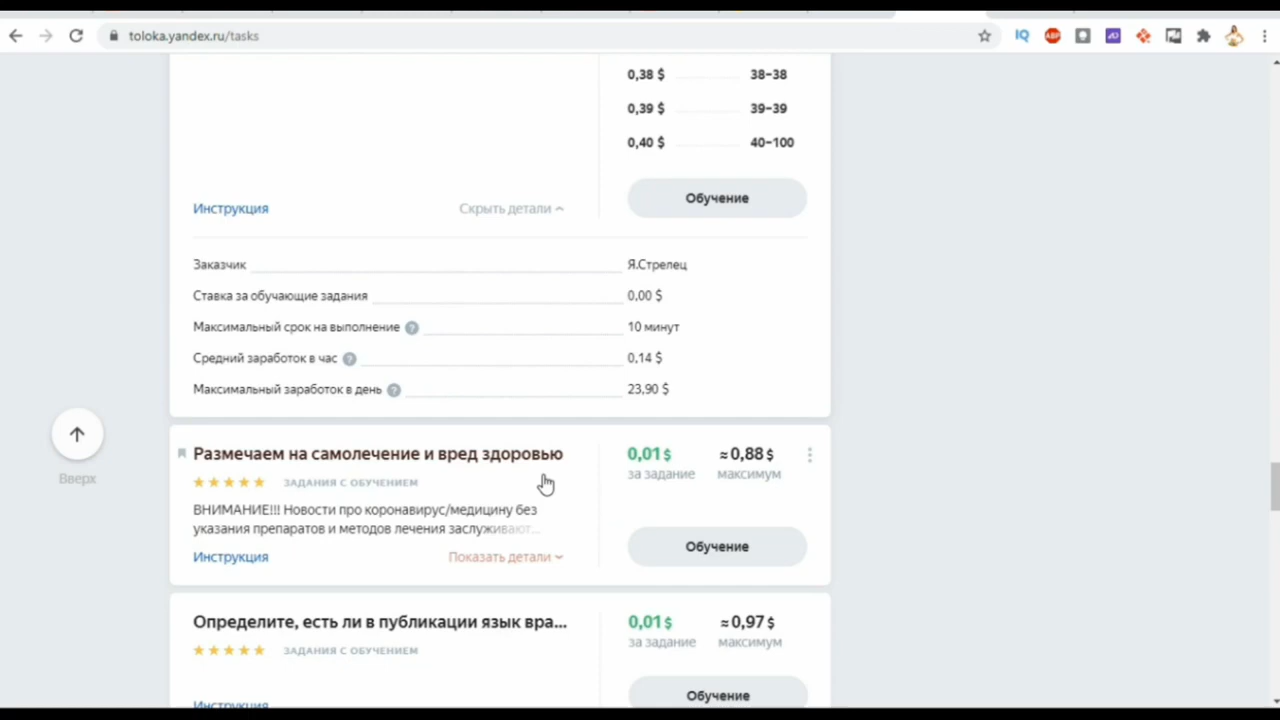 toloka.yandex.ru/tasks
IQ
ABP
0,38 $ 38–38
0,39 $ 39–39
0,40 $ 40–100
Обучение
Инструкция Скрыть детали
Заказчик Я.Стрелец
Ставка за обучающие задания 0,00 $
Максимальный срок на выполнение ? 10 минут
Средний заработок в час ? 0,14 $
Максимальный заработок в день ? 23,90 $
Вверх
Размечаем на самолечение и вред здоровью 0,01 $ ≈ 0,88 $
за задание максимум
ЗАДАНИЯ С ОБУЧЕНИЕМ
ВНИМАНИЕ!!! Новости про коронавирус/медицину без
указания препаратов и методов лечения заслуживают...
Инструкция Показать детали
Обучение
Определите, есть ли в публикации язык вра... 0,01 $ ≈ 0,97 $
за задание максимум
ЗАДАНИЯ С ОБУЧЕНИЕМ
Обучение
Инструкция